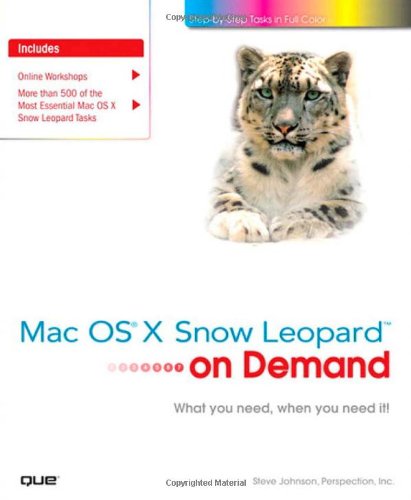 Step-by-Step Tasks in Full Color
Includes
Online Workshops
More than 500 of the
Most Essential Mac OS X
Snow Leopard Tasks
Mac OS® X Snow Leopard™
on Demand
What you need, when you need it!
que®
Steve Johnson, Perspection, Inc.
Copyrighted Material